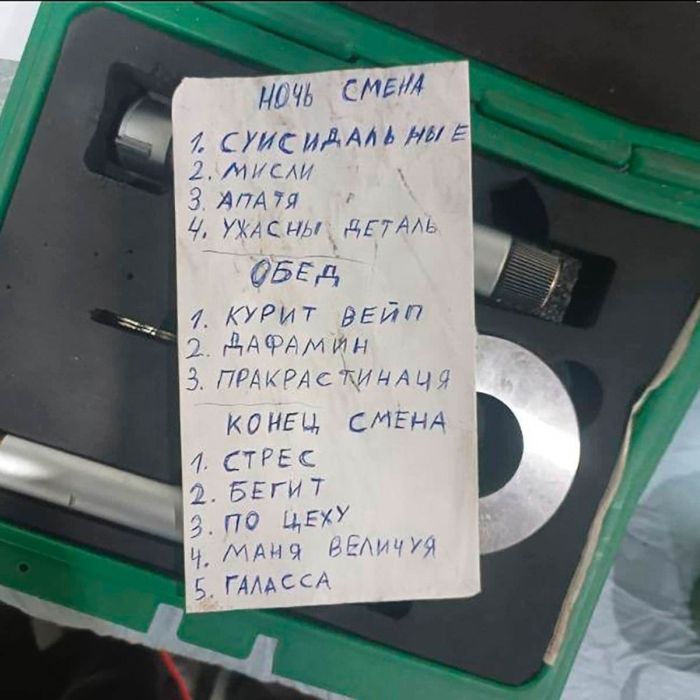 НОЧЬ СМЕНА
1. СУИСИДАЛЬНЫЕ
2. МИСЛИ
3. АПАТЯ
4. УЖАСНЫ ДЕТАЛЬ
ОБЕД
1. КУРИТ ВЕЙП
2. ДАФАМИН
3. ПРАКРАСТИНАЦЯ
КОНЕЦ СМЕНА
1. СТРЕС
2. БЕГИТ
3. ПО ЦЕХУ
4. МАНЯ ВЕЛИЧУЯ
5. ГАЛАССА